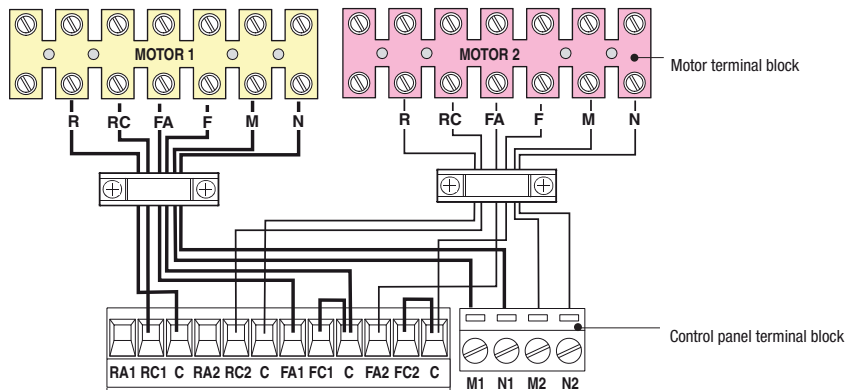 MOTOR 1
MOTOR 2
Motor terminal block
R RC FA F M N
R RC FA F M N
Control panel terminal block
RA1 RC1 C RA2 RC2 C FA1 FC1 C FA2 FC2 C
M1 N1 M2 N2